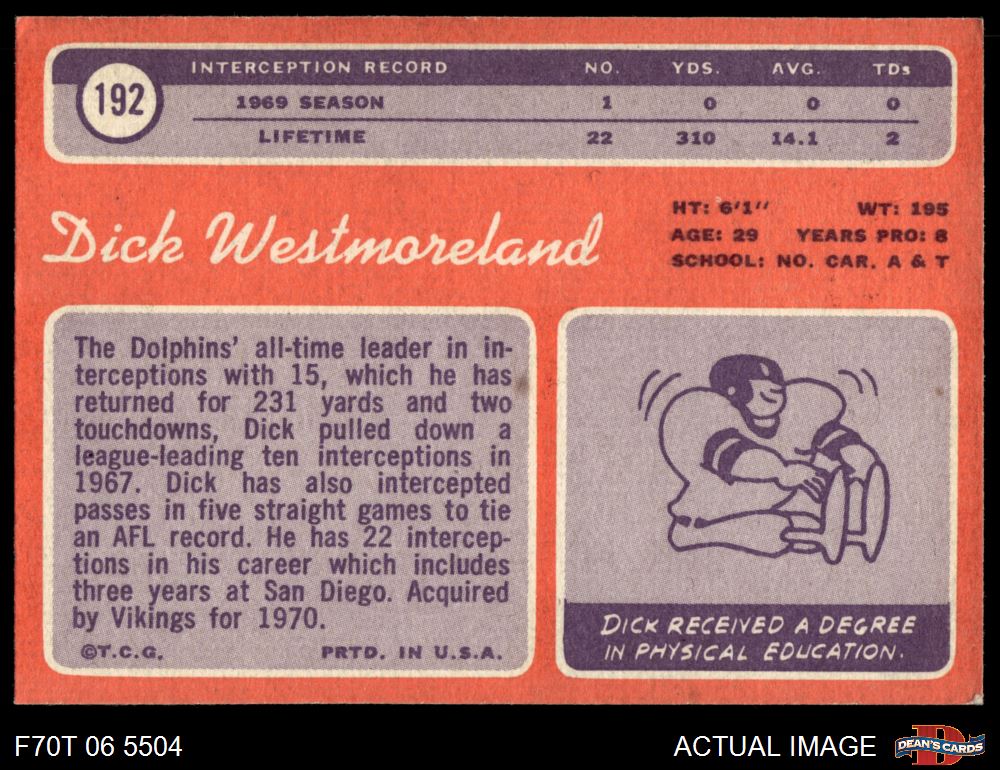 192
INTERCEPTION RECORD NO. YDS. AVG. TDs
1969 SEASON 1 0 0 0
LIFETIME 22 310 14.1 2
Dick Westmoreland
HT: 6'1" WT: 195
AGE: 29 YEARS PRO: 8
SCHOOL: NO. CAR. A & T
The Dolphins' all-time leader in in-
terceptions with 15, which he has
returned for 231 yards and two
touchdowns, Dick pulled down a
league-leading ten interceptions in
1967. Dick has also intercepted
passes in five straight games to tie
an AFL record. He has 22 intercep-
tions in his career which includes
three years at San Diego. Acquired
by Vikings for 1970.
©T.C.G. PRTD. IN U.S.A.
DICK RECEIVED A DEGREE
IN PHYSICAL EDUCATION.
F70T 06 5504
ACTUAL IMAGE
D
DEAN'S CARDS